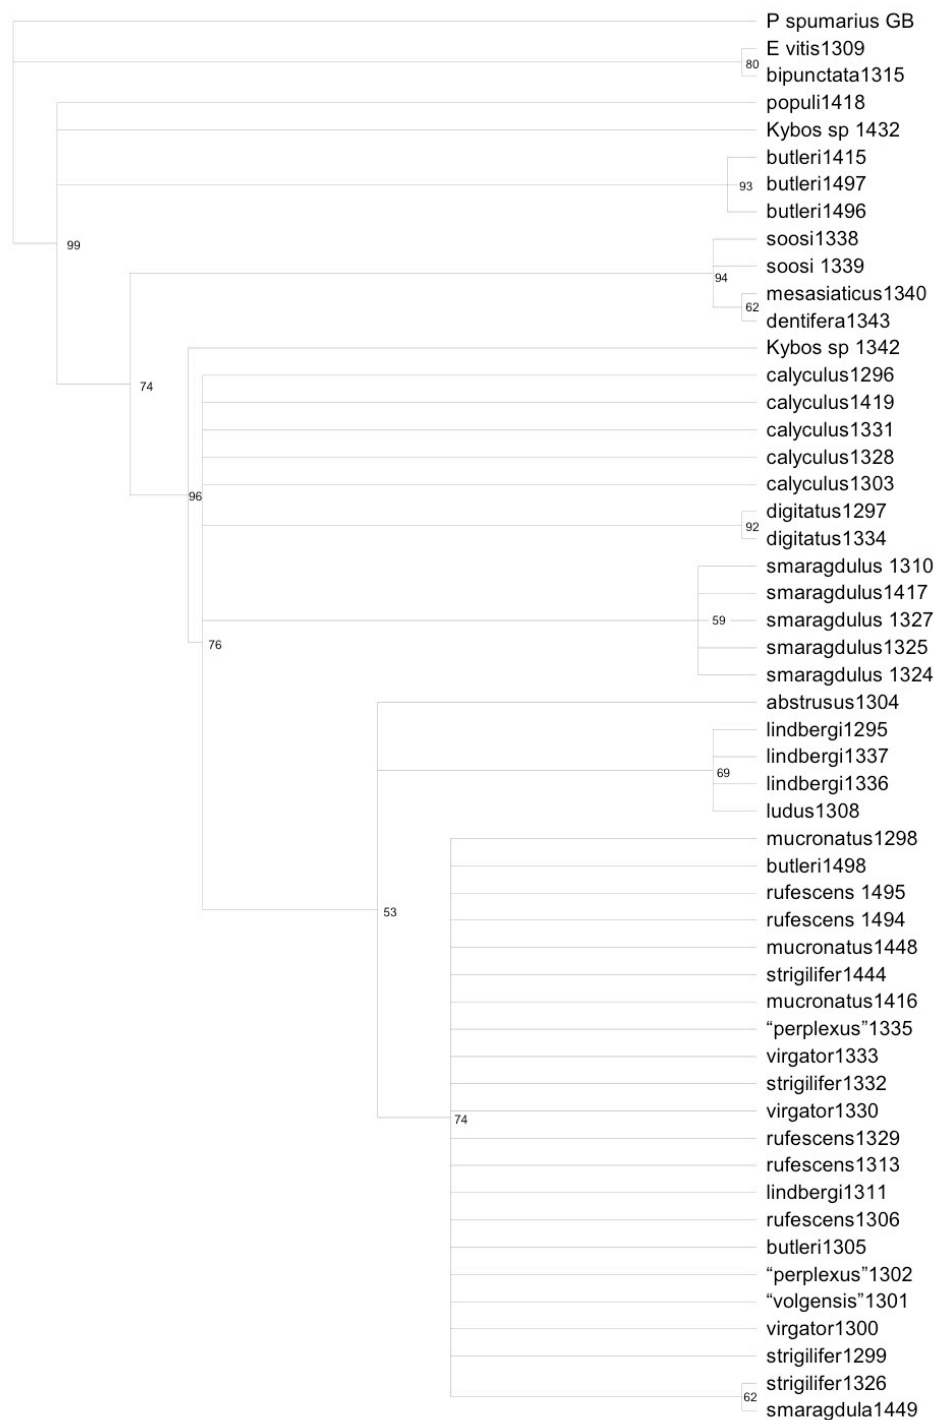 P spumarius GB
E vitis1309
80
bipunctata1315
populi1418
Kybos sp 1432
butleri1415
93
butleri1497
butleri1496
soosi1338
99
soosi 1339
94
mesasiaticus1340
62
dentifera1343
Kybos sp 1342
calyculus1296
74
calyculus1419
calyculus1331
calyculus1328
calyculus1303
96
digitatus1297
92
digitatus1334
smaragdulus 1310
smaragdulus1417
59
smaragdulus 1327
76
smaragdulus1325
smaragdulus 1324
abstrusus1304
lindbergi1295
lindbergi1337
69
lindbergi1336
ludus1308
mucronatus1298
butleri1498
rufescens 1495
53
rufescens 1494
mucronatus1448
strigilifer1444
mucronatus1416
“perplexus”1335
virgator1333
strigilifer1332
virgator1330
74
rufescens1329
rufescens1313
lindbergi1311
rufescens1306
butleri1305
“perplexus”1302
“volgensis”1301
virgator1300
strigilifer1299
strigilifer1326
62
smaragdula1449